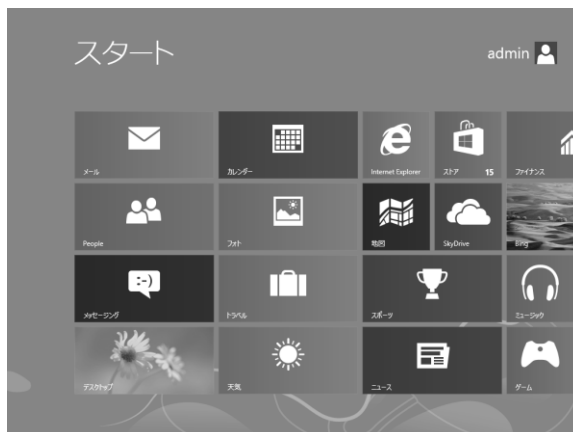 スタート
admin
メール
カレンダー
Internet Explorer
ストア 15
ファイナンス
People
フォト
地図
SkyDrive
Bing
メッセージング
トラベル
スポーツ
ミュージック
デスクトップ
天気
ニュース
ゲーム